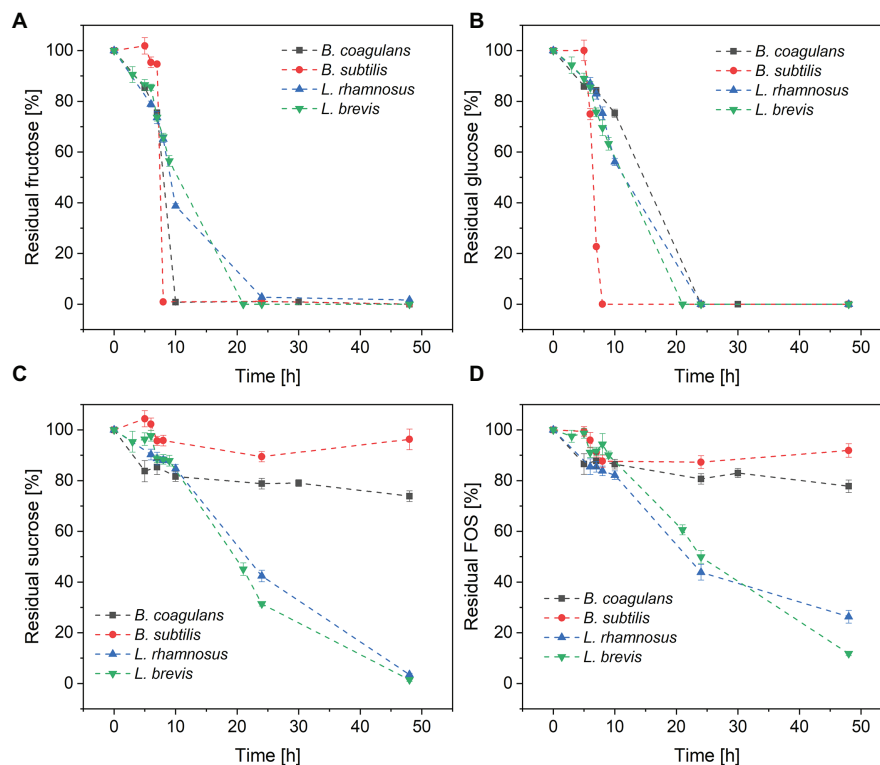 A
Residual fructose [%]
100
80
60
40
20
0
0 10 20 30 40 50
Time [h]
B. coagulans
B. subtilis
L. rhamnosus
L. brevis
B
Residual glucose [%]
100
80
60
40
20
0
0 10 20 30 40 50
Time [h]
B. coagulans
B. subtilis
L. rhamnosus
L. brevis
C
Residual sucrose [%]
100
80
60
40
20
0
0 10 20 30 40 50
Time [h]
B. coagulans
B. subtilis
L. rhamnosus
L. brevis
D
Residual FOS [%]
100
80
60
40
20
0
0 10 20 30 40 50
Time [h]
B. coagulans
B. subtilis
L. rhamnosus
L. brevis